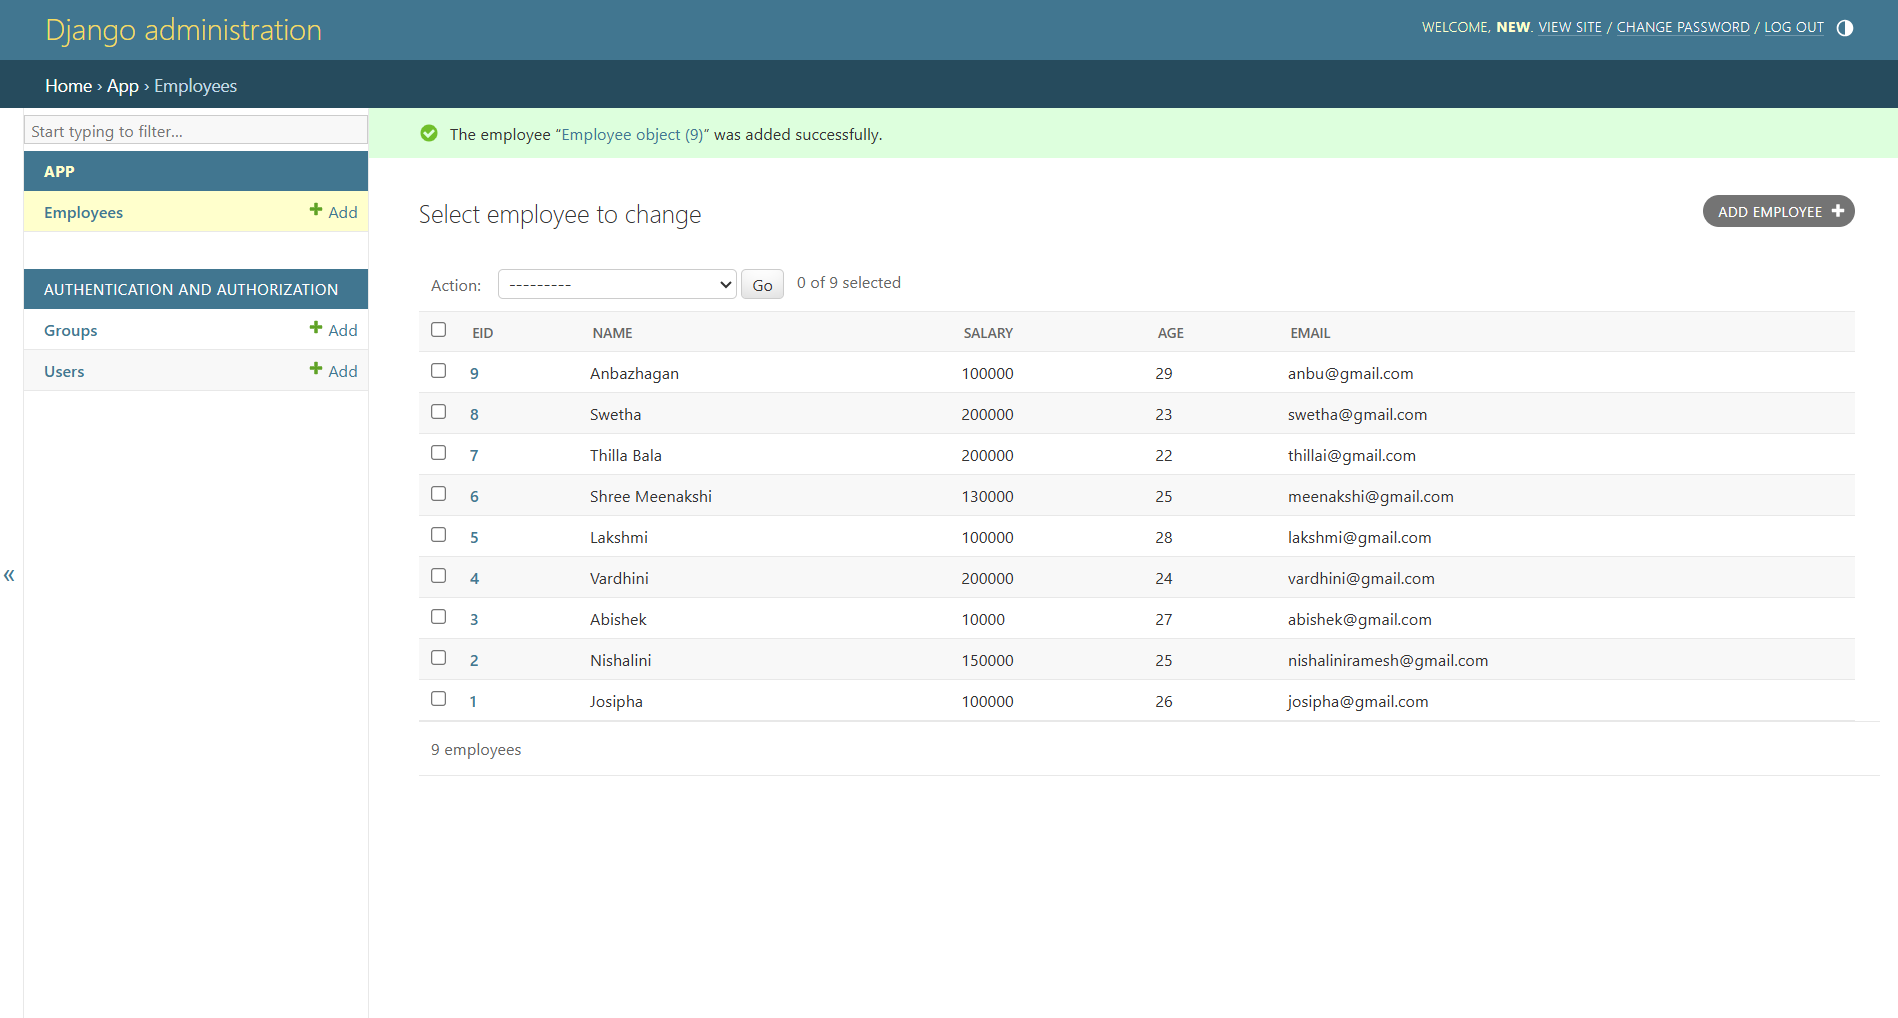 Django administration
WELCOME, NEW. VIEW SITE / CHANGE PASSWORD / LOG OUT
Home › App › Employees
Start typing to filter...
APP
Employees + Add
AUTHENTICATION AND AUTHORIZATION
Groups + Add
Users + Add
«
The employee “Employee object (9)” was added successfully.
Select employee to change
ADD EMPLOYEE +
Action: --------- Go 0 of 9 selected
EID NAME SALARY AGE EMAIL
9 Anbazhagan 100000 29 anbu@gmail.com
8 Swetha 200000 23 swetha@gmail.com
7 Thilla Bala 200000 22 thillai@gmail.com
6 Shree Meenakshi 130000 25 meenakshi@gmail.com
5 Lakshmi 100000 28 lakshmi@gmail.com
4 Vardhini 200000 24 vardhini@gmail.com
3 Abishek 10000 27 abishek@gmail.com
2 Nishalini 150000 25 nishaliniramesh@gmail.com
1 Josipha 100000 26 josipha@gmail.com
9 employees